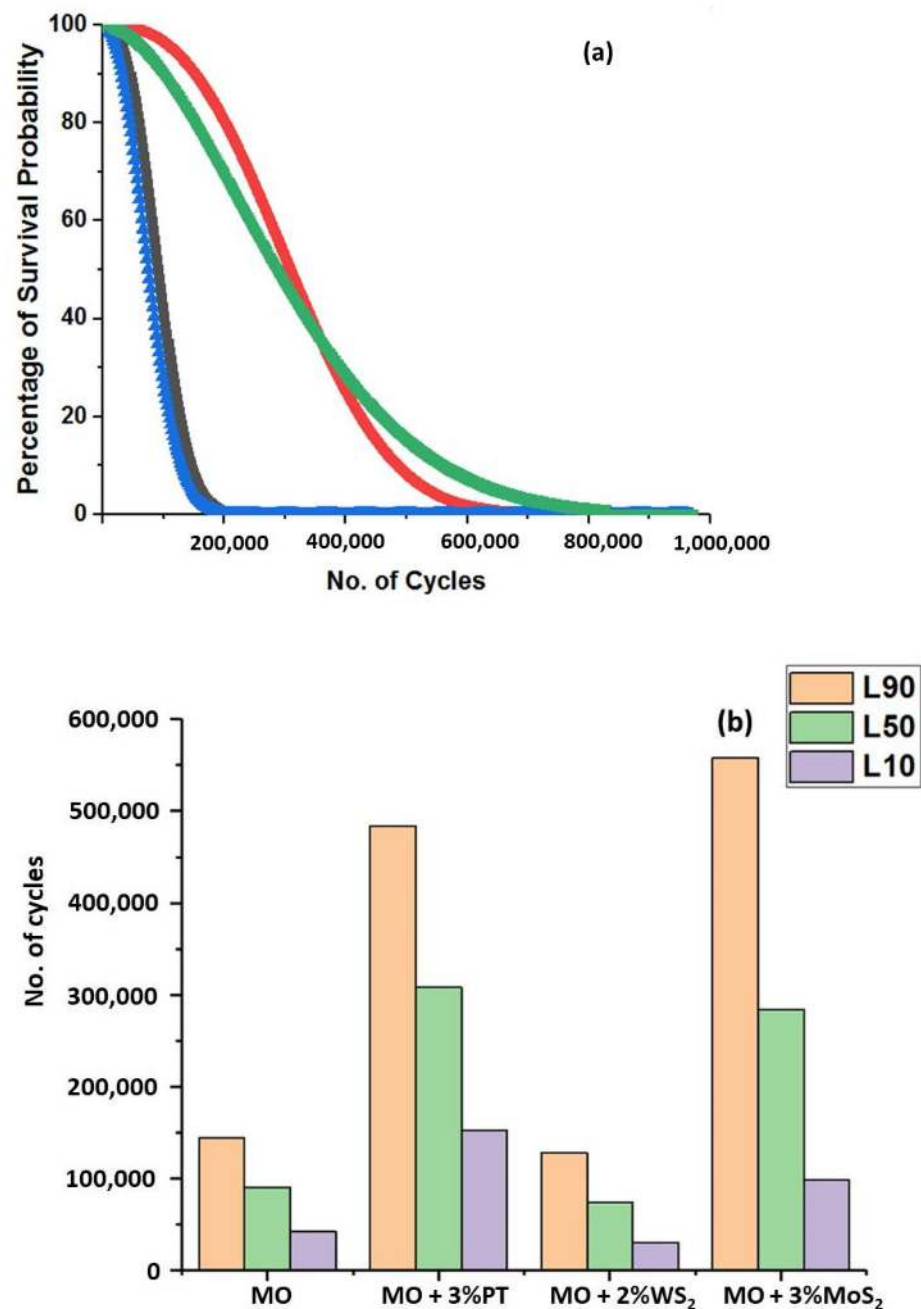 100
(a)
80
60
40
20
0
200,000 400,000 600,000 800,000 1,000,000
Percentage of Survival Probability
No. of Cycles
L90
L50
L10
(b)
600,000
500,000
400,000
300,000
200,000
100,000
0
No. of cycles
MO MO + 3%PT MO + 2%WS₂ MO + 3%MoS₂